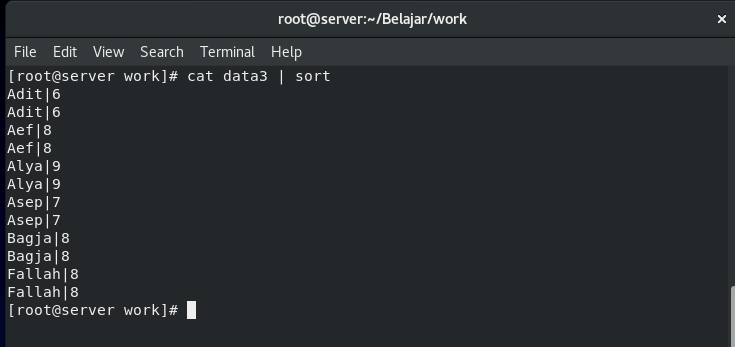 root@server:~/Belajar/work ×
File Edit View Search Terminal Help
[root@server work]# cat data3 | sort
Adit|6
Adit|6
Aef|8
Aef|8
Alya|9
Alya|9
Asep|7
Asep|7
Bagja|8
Bagja|8
Fallah|8
Fallah|8
[root@server work]#